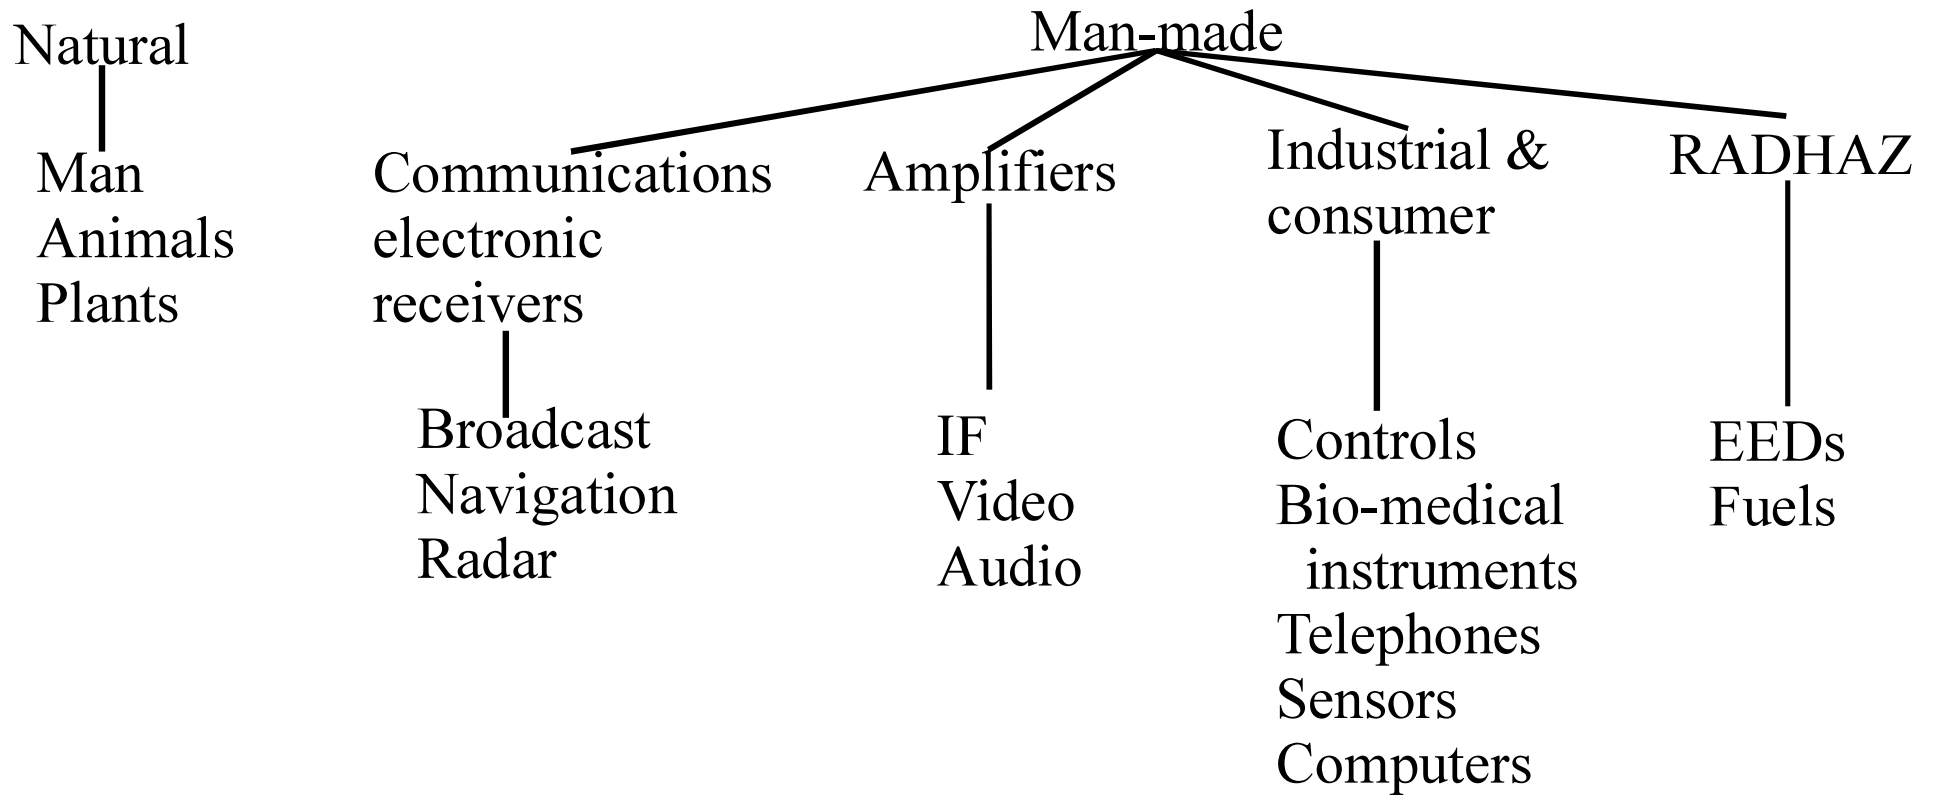 Natural
Man-made
Man
Animals
Plants
Communications
electronic
receivers
Amplifiers
Industrial &
consumer
RADHAZ
Broadcast
Navigation
Radar
IF
Video
Audio
Controls
Bio-medical
instruments
Telephones
Sensors
Computers
EEDs
Fuels